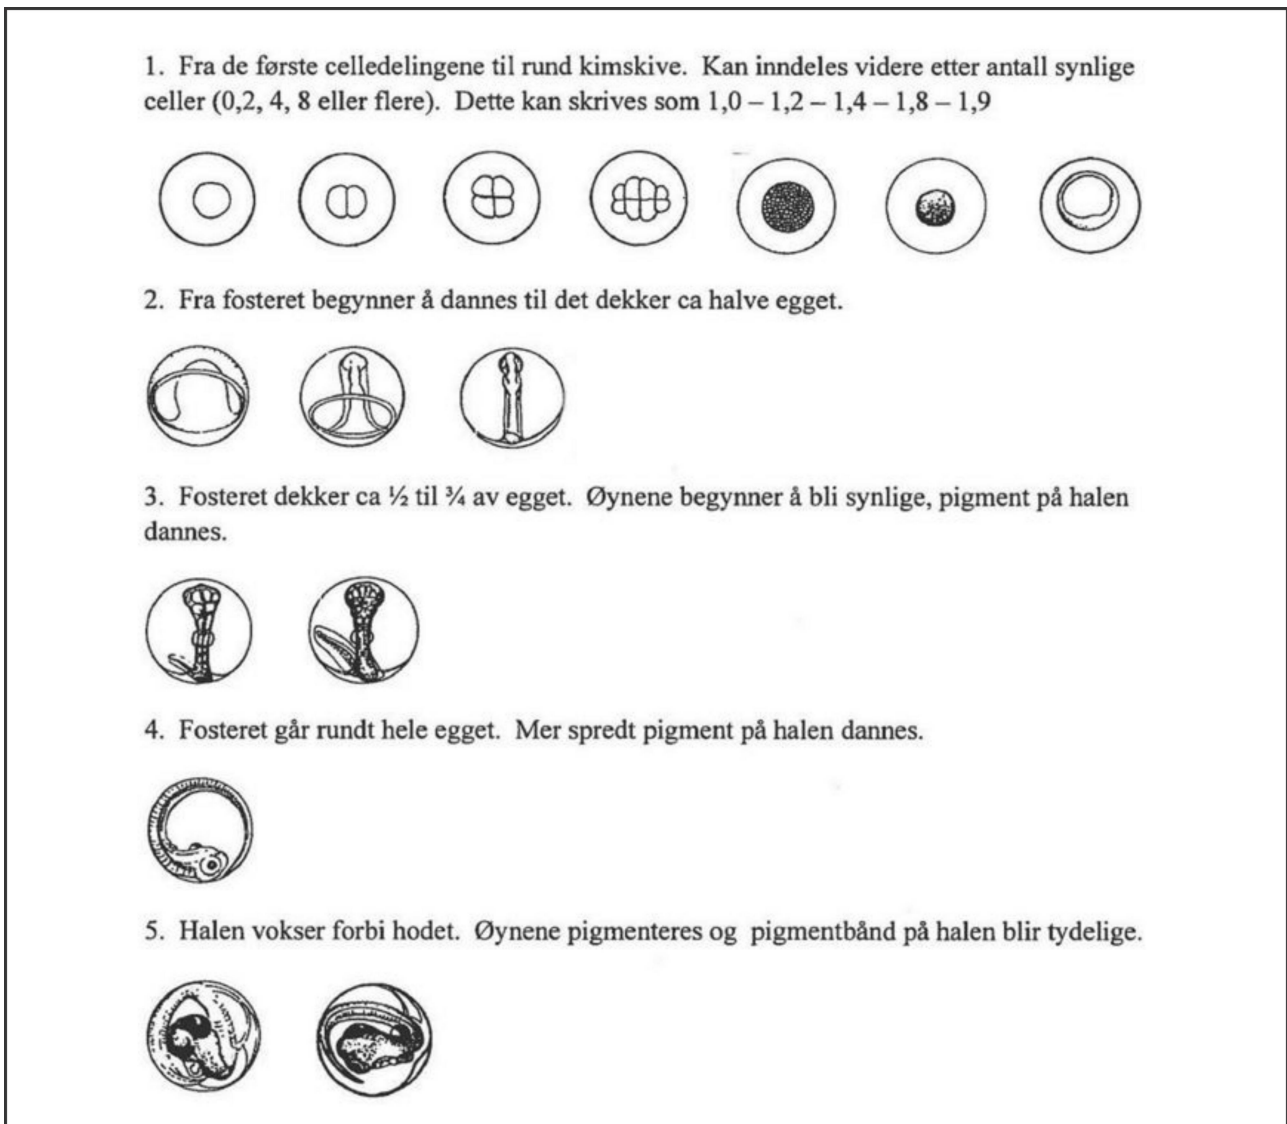 1. Fra de første celledelingene til rund kimskive. Kan inndeles videre etter antall synlige
celler (0,2, 4, 8 eller flere). Dette kan skrives som 1,0 – 1,2 – 1,4 – 1,8 – 1,9
2. Fra fosteret begynner å dannes til det dekker ca halve egget.
3. Fosteret dekker ca ½ til ¾ av egget. Øynene begynner å bli synlige, pigment på halen
dannes.
4. Fosteret går rundt hele egget. Mer spredt pigment på halen dannes.
5. Halen vokser forbi hodet. Øynene pigmenteres og pigmentbånd på halen blir tydelige.